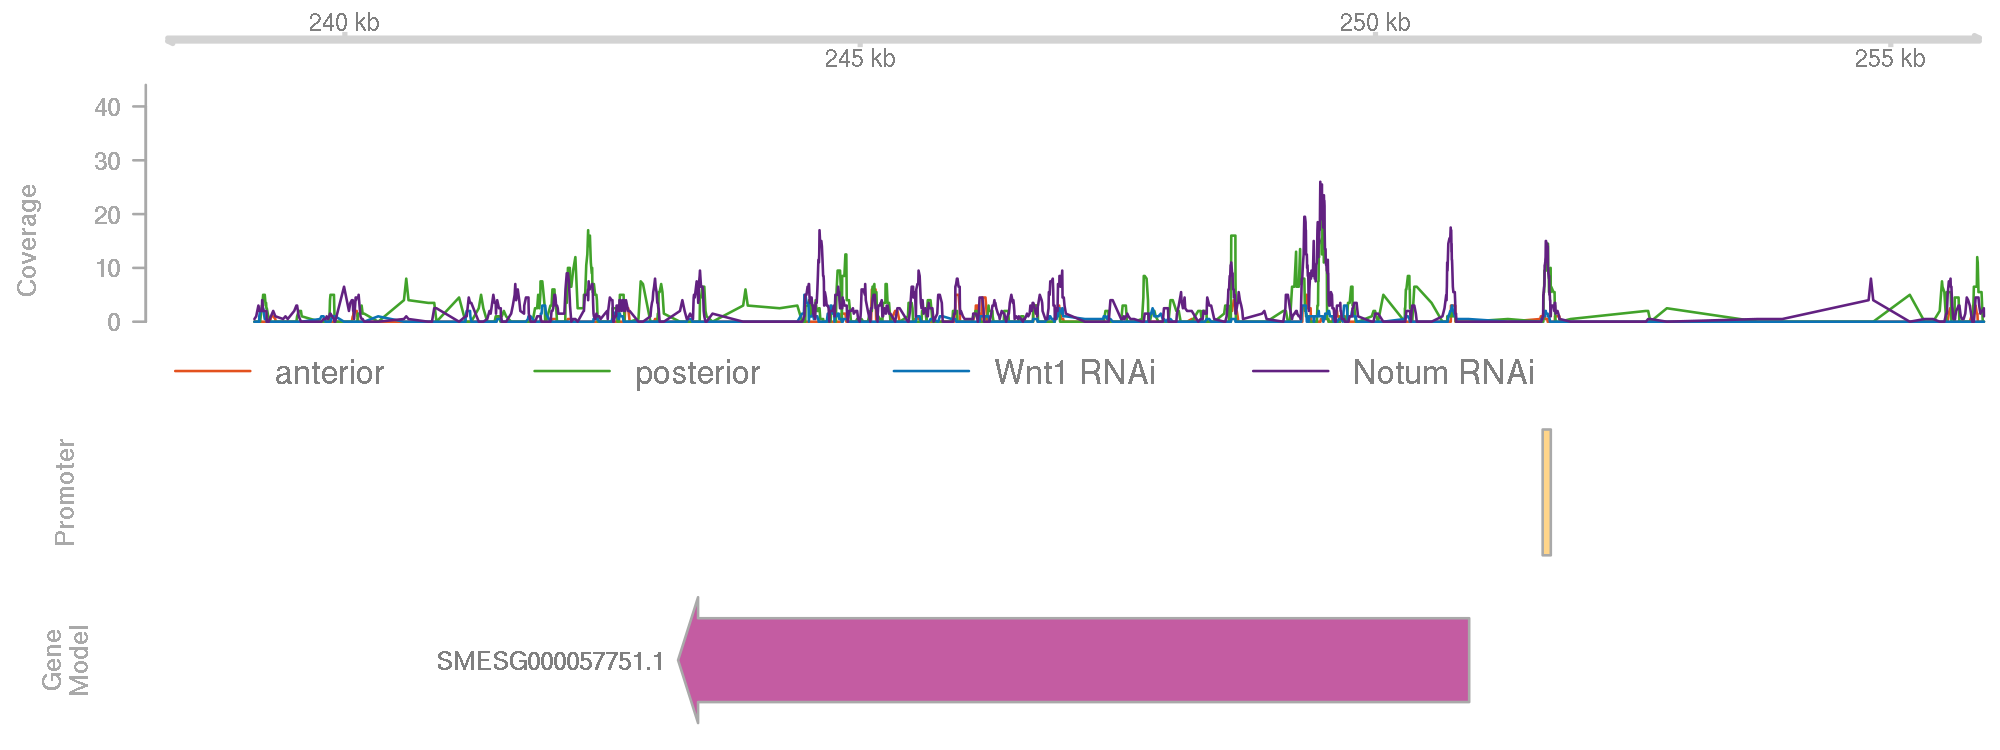 240 kb
250 kb
245 kb
255 kb
Coverage
40
30
20
10
0
anterior
posterior
Wnt1 RNAi
Notum RNAi
Promoter
Gene
Model
SMESG000057751.1